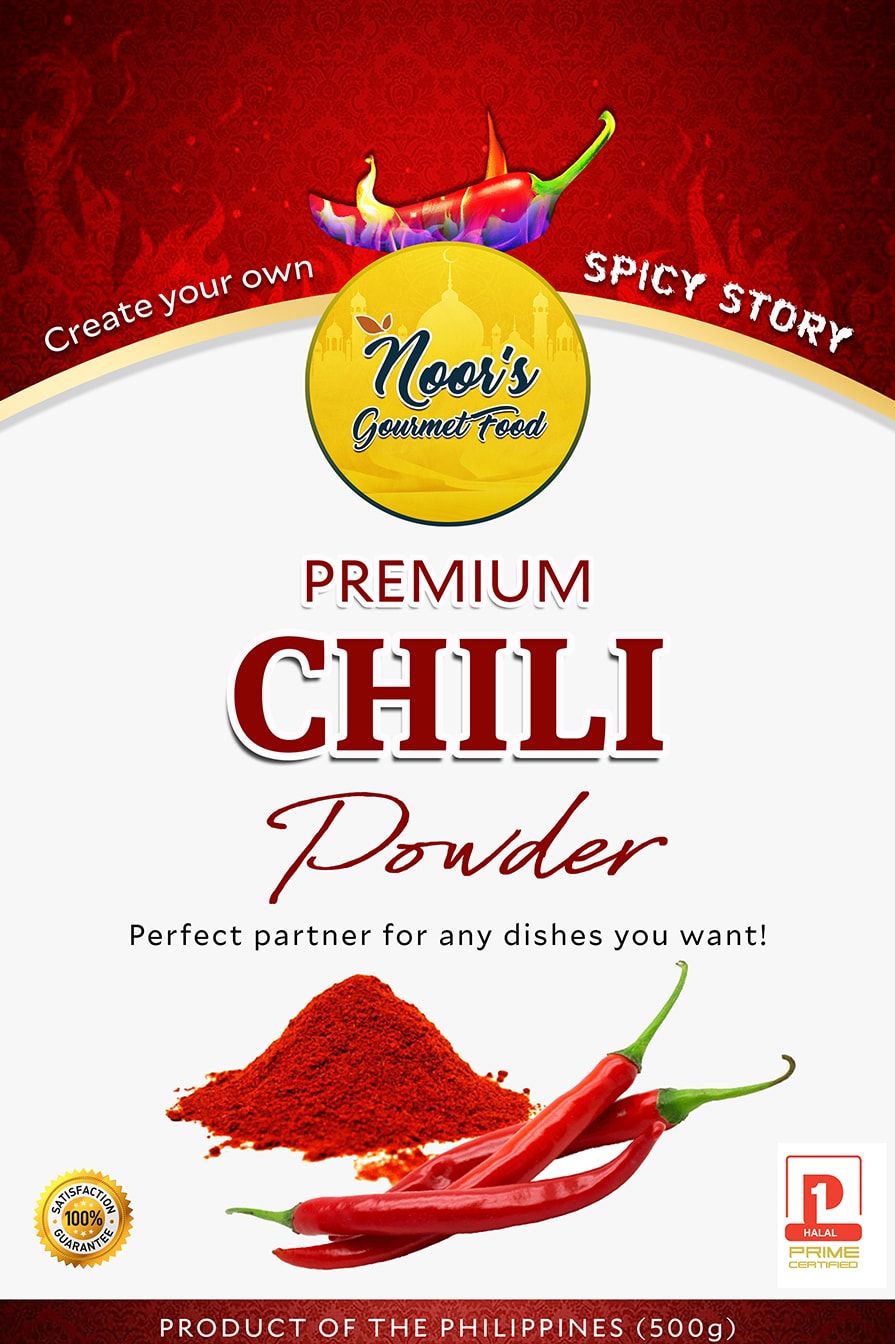 Create your own
SPICY STORY
Noor's
Gourmet Food
PREMIUM
CHILI
Powder
Perfect partner for any dishes you want!
SATISFACTION
100%
GUARANTEE
P1
HALAL
PRIME
CERTIFIED
PRODUCT OF THE PHILIPPINES (500g)